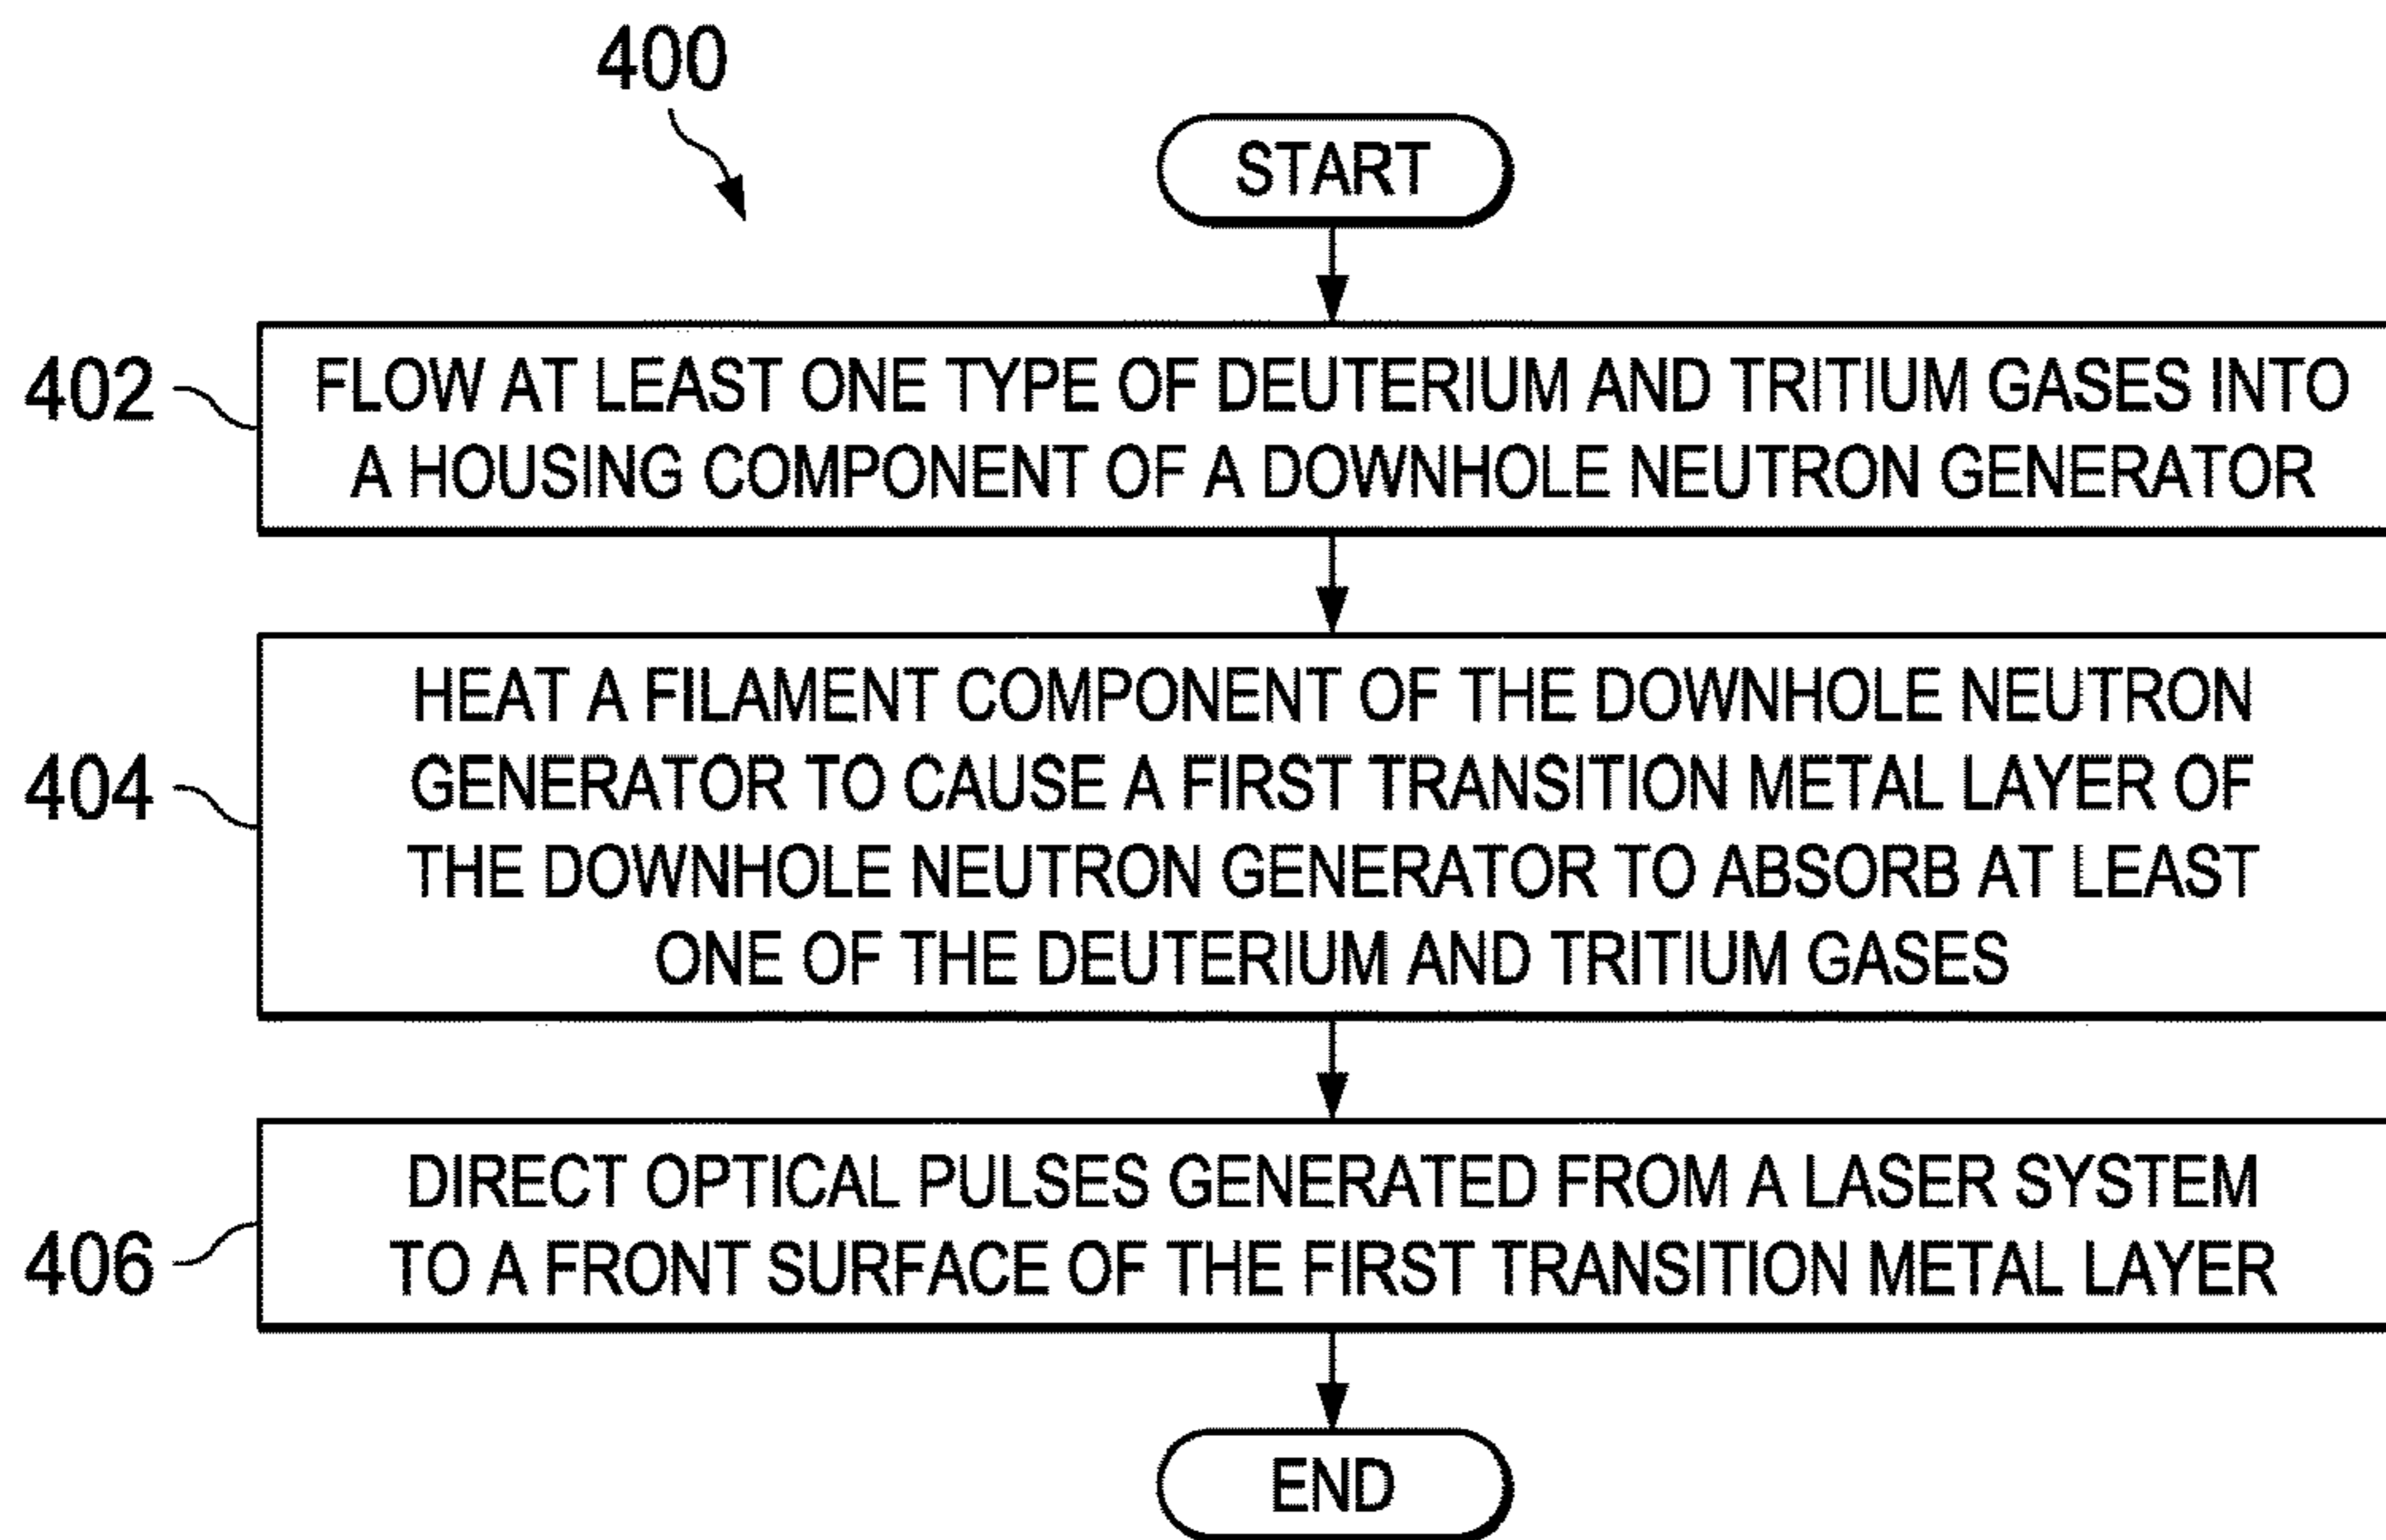 400
START
402
FLOW AT LEAST ONE TYPE OF DEUTERIUM AND TRITIUM GASES INTO
A HOUSING COMPONENT OF A DOWNHOLE NEUTRON GENERATOR
404
HEAT A FILAMENT COMPONENT OF THE DOWNHOLE NEUTRON
GENERATOR TO CAUSE A FIRST TRANSITION METAL LAYER OF
THE DOWNHOLE NEUTRON GENERATOR TO ABSORB AT LEAST
ONE OF THE DEUTERIUM AND TRITIUM GASES
406
DIRECT OPTICAL PULSES GENERATED FROM A LASER SYSTEM
TO A FRONT SURFACE OF THE FIRST TRANSITION METAL LAYER
END